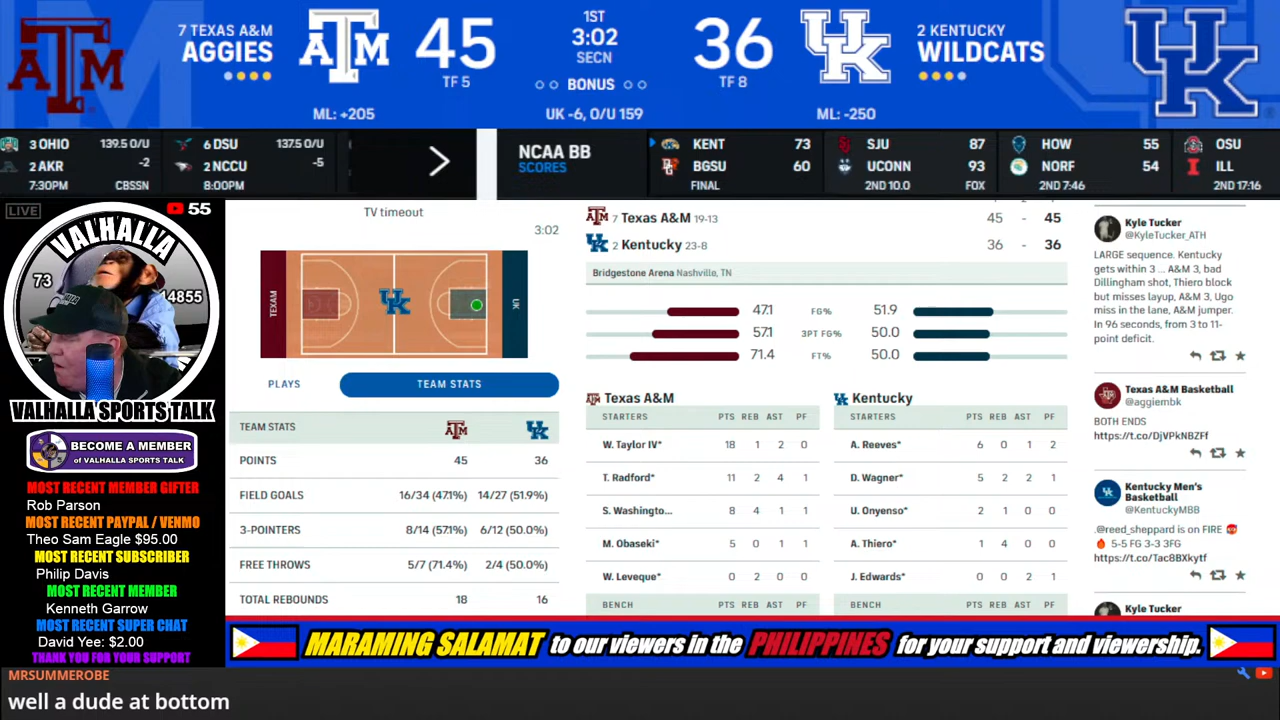 7 TEXAS A&M
AGGIES
ATM
45
TF 5
1ST
3:02
SECN
BONUS
UK -6, O/U 159
36
TF 8
UK
2 KENTUCKY
WILDCATS
ML: +205
ML: -250
3 OHIO 139.5 O/U
2 AKR -2
7:30PM CBSSN
6 DSU 137.5 O/U
2 NCCU -5
8:00PM
NCAA BB
SCORES
KENT 73
BGSU 60
FINAL
SJU 87
UCONN 93
2ND 10.0 FOX
HOW 55
NORF 54
2ND 7:46
OSU
ILL
2ND 17:16
LIVE
55
VALHALLA
73
14855
VALHALLA SPORTS TALK
BECOME A MEMBER
of VALHALLA SPORTS TALK
MOST RECENT MEMBER GIFTER
Rob Parson
MOST RECENT PAYPAL / VENMO
Theo Sam Eagle $95.00
MOST RECENT SUBSCRIBER
Philip Davis
MOST RECENT MEMBER
Kenneth Garrow
MOST RECENT SUPER CHAT
David Yee: $2.00
THANK YOU FOR YOUR SUPPORT
TV timeout
3:02
TEXAM
UK
PLAYS
TEAM STATS
TEAM STATS
POINTS 45 36
FIELD GOALS 16/34 (47.1%) 14/27 (51.9%)
3-POINTERS 8/14 (57.1%) 6/12 (50.0%)
FREE THROWS 5/7 (71.4%) 2/4 (50.0%)
TOTAL REBOUNDS 18 16
7 Texas A&M 19-13 45 - 45
2 Kentucky 23-8 36 - 36
Bridgestone Arena Nashville, TN
47.1 FG% 51.9
57.1 3PT FG% 50.0
71.4 FT% 50.0
Texas A&M
STARTERS PTS REB AST PF
W. Taylor IV* 18 1 2 0
T. Radford* 11 2 4 1
S. Washingto... 8 4 1 1
M. Obaseki* 5 0 1 1
W. Leveque* 0 2 0 0
BENCH PTS REB AST PF
Kentucky
STARTERS PTS REB AST PF
A. Reeves* 6 0 1 2
D. Wagner* 5 2 2 1
U. Onyenso* 2 1 0 0
A. Thiero* 1 4 0 0
J. Edwards* 0 0 2 1
BENCH PTS REB AST PF
Kyle Tucker
@KyleTucker_ATH
LARGE sequence. Kentucky
gets within 3 ... A&M 3, bad
Dillingham shot, Thiero block
but misses layup, A&M 3, Ugo
miss in the lane, A&M jumper.
In 96 seconds, from 3 to 11-
point deficit.
Texas A&M Basketball
@aggiembk
BOTH ENDS
https://t.co/DjVPkNBZFf
Kentucky Men's
Basketball
@KentuckyMBB
.@reed_sheppard is on FIRE
5-5 FG 3-3 3FG
https://t.co/Tac8BXkytf
Kyle Tucker
MARAMING SALAMAT to our viewers in the PHILIPPINES for your support and viewership.
MRSUMMEROBE
well a dude at bottom